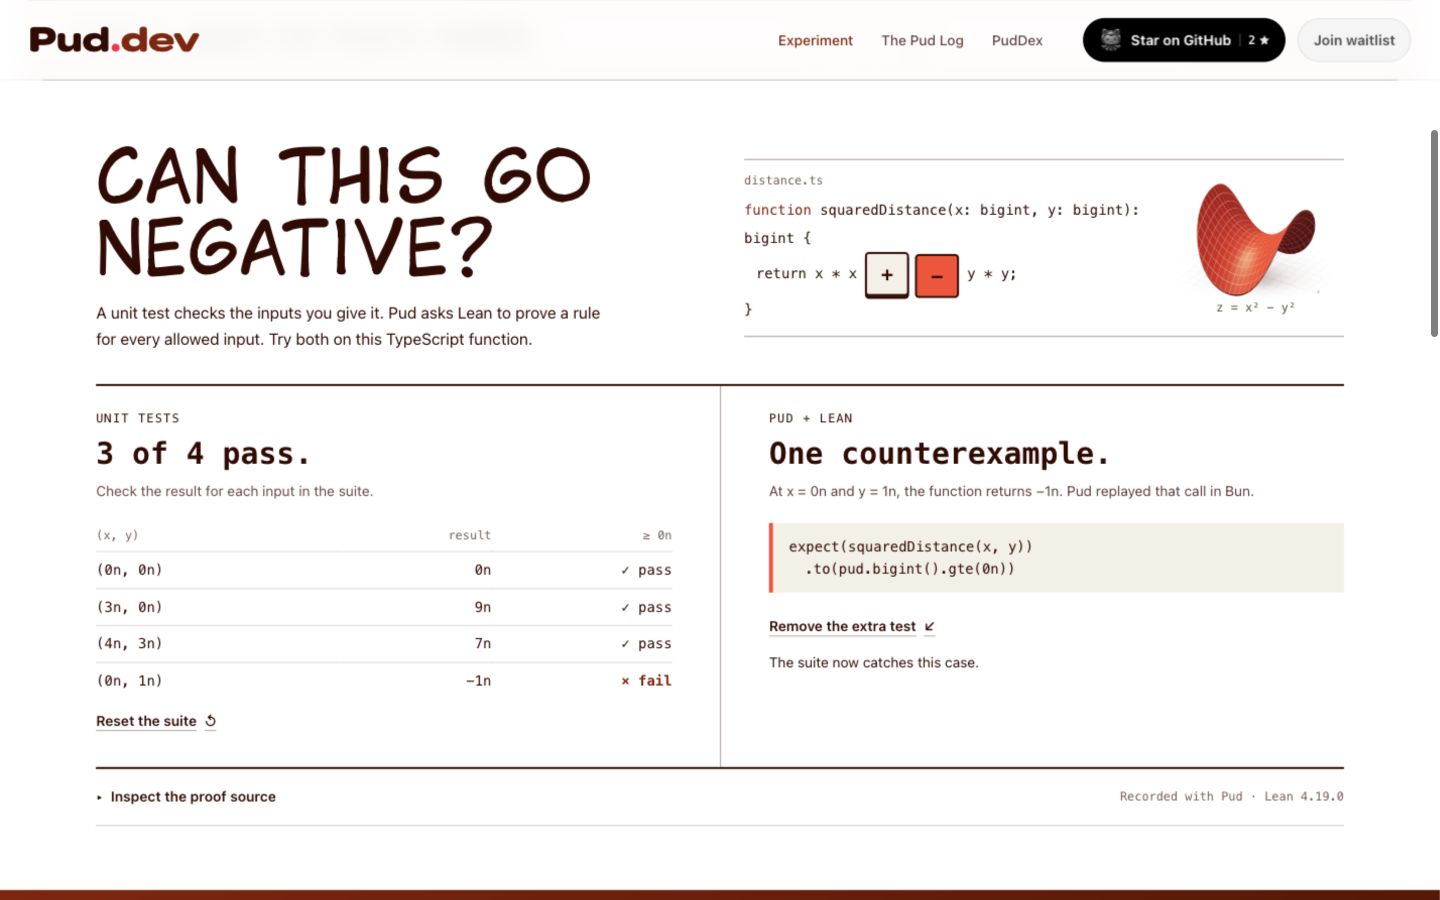 Pud.dev
Experiment
The Pud Log
PudDex
Star on GitHub | 2 ★
Join waitlist
CAN THIS GO
NEGATIVE?
A unit test checks the inputs you give it. Pud asks Lean to prove a rule
for every allowed input. Try both on this TypeScript function.
distance.ts
function squaredDistance(x: bigint, y: bigint):
bigint {
return x * x + − y * y;
}
z = x² − y²
UNIT TESTS
3 of 4 pass.
Check the result for each input in the suite.
(x, y) result ≥ 0n
(0n, 0n) 0n ✓ pass
(3n, 0n) 9n ✓ pass
(4n, 3n) 7n ✓ pass
(0n, 1n) −1n × fail
Reset the suite ↺
PUD + LEAN
One counterexample.
At x = 0n and y = 1n, the function returns −1n. Pud replayed that call in Bun.
expect(squaredDistance(x, y))
.to(pud.bigint().gte(0n))
Remove the extra test ↙
The suite now catches this case.
▸ Inspect the proof source
Recorded with Pud · Lean 4.19.0